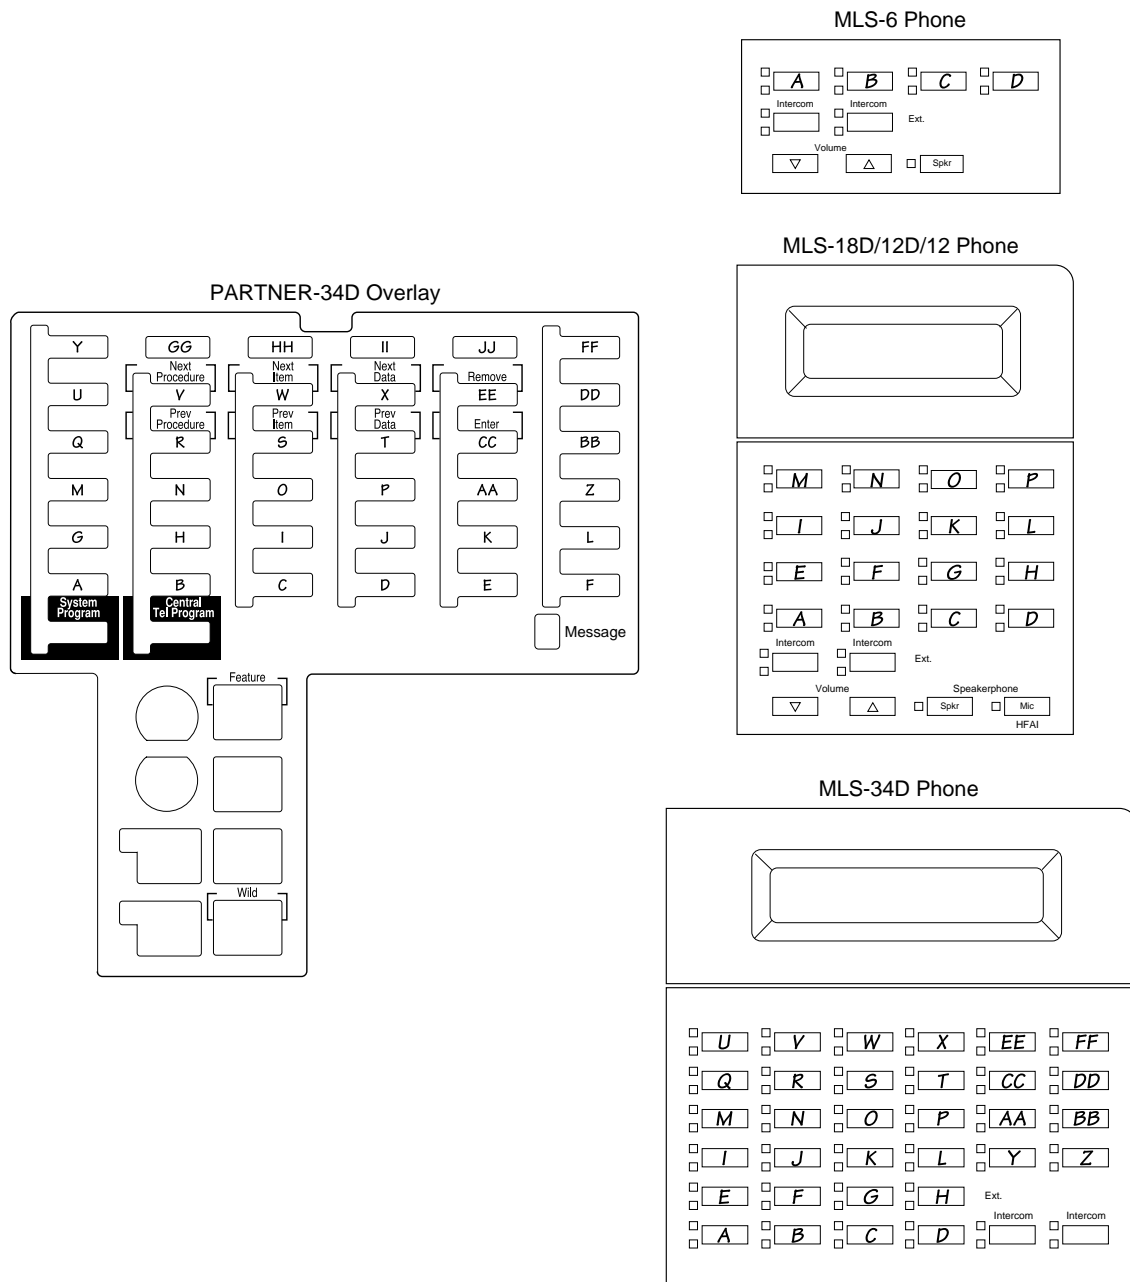 MLS-6 Phone
A B C D
Intercom Intercom
Ext.
Volume
Spkr
MLS-18D/12D/12 Phone
M N O P
I J K L
E F G H
A B C D
Intercom Intercom
Ext.
Volume Speakerphone
Spkr Mic
HFAI
PARTNER-34D Overlay
Y GG HH II JJ FF
Next Procedure Next Item Next Data Remove
U V W X EE DD
Prev Procedure Prev Item Prev Data Enter
Q R S T CC BB
M N O P AA Z
G H I J K L
A B C D E F
System Program Central Tel Program
Message
Feature
Wild
MLS-34D Phone
U V W X EE FF
Q R S T CC DD
M N O P AA BB
I J K L Y Z
E F G H Ext.
Intercom Intercom
A B C D